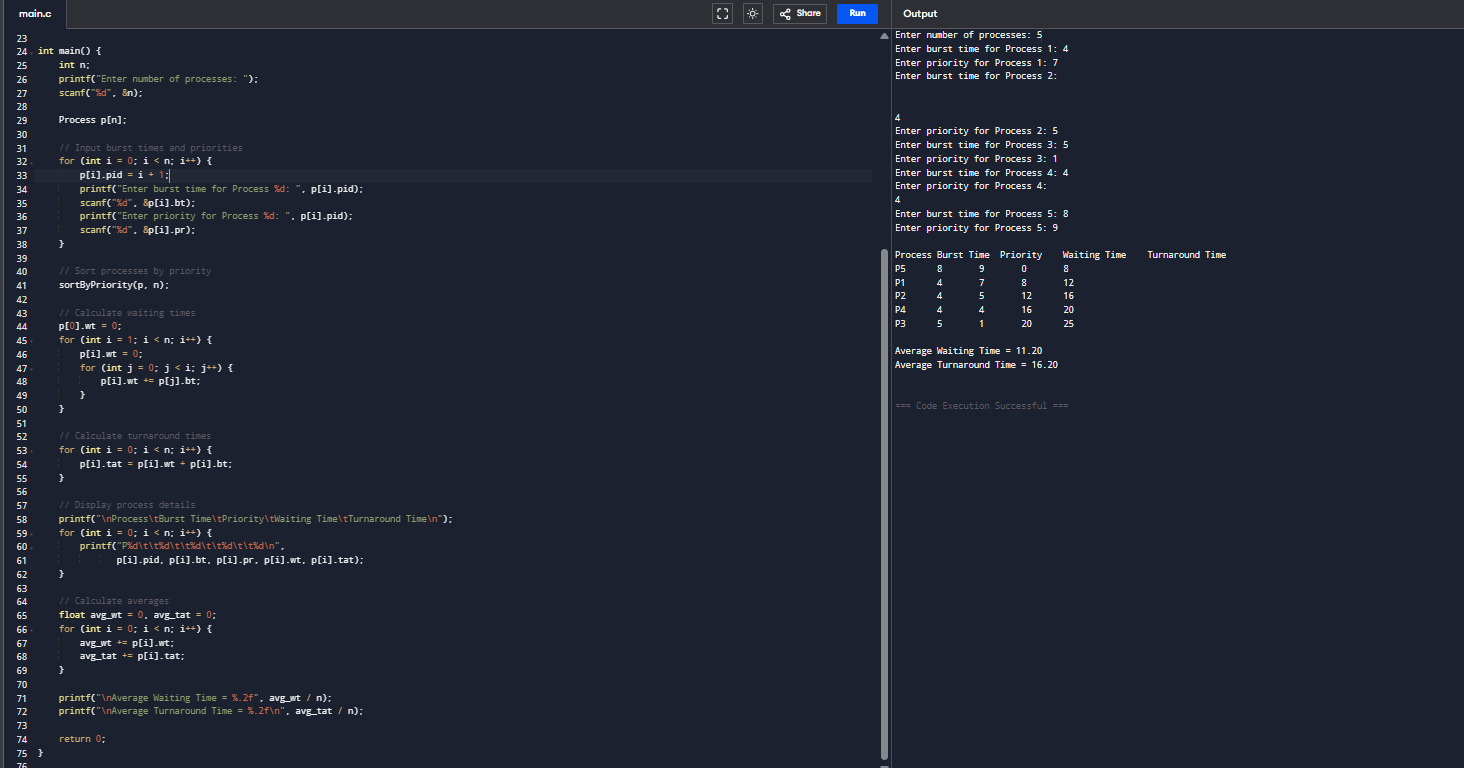 main.c
Share
Run
Output
23
24 int main() {
25 int n;
26 printf("Enter number of processes: ");
27 scanf("%d", &n);
28
29 Process p[n];
30
31 // Input burst times and priorities
32 for (int i = 0; i < n; i++) {
33 p[i].pid = i + 1;
34 printf("Enter burst time for Process %d: ", p[i].pid);
35 scanf("%d", &p[i].bt);
36 printf("Enter priority for Process %d: ", p[i].pid);
37 scanf("%d", &p[i].pr);
38 }
39
40 // Sort processes by priority
41 sortByPriority(p, n);
42
43 // Calculate waiting times
44 p[0].wt = 0;
45 for (int i = 1; i < n; i++) {
46 p[i].wt = 0;
47 for (int j = 0; j < i; j++) {
48 p[i].wt += p[j].bt;
49 }
50 }
51
52 // Calculate turnaround times
53 for (int i = 0; i < n; i++) {
54 p[i].tat = p[i].wt + p[i].bt;
55 }
56
57 // Display process details
58 printf("\nProcess\tBurst Time\tPriority\tWaiting Time\tTurnaround Time\n");
59 for (int i = 0; i < n; i++) {
60 printf("P%d\t\t%d\t\t%d\t\t%d\t\t%d\n",
61 p[i].pid, p[i].bt, p[i].pr, p[i].wt, p[i].tat);
62 }
63
64 // Calculate averages
65 float avg_wt = 0, avg_tat = 0;
66 for (int i = 0; i < n; i++) {
67 avg_wt += p[i].wt;
68 avg_tat += p[i].tat;
69 }
70
71 printf("\nAverage Waiting Time = %.2f", avg_wt / n);
72 printf("\nAverage Turnaround Time = %.2f\n", avg_tat / n);
73
74 return 0;
75 }
76
Enter number of processes: 5
Enter burst time for Process 1: 4
Enter priority for Process 1: 7
Enter burst time for Process 2:
4
Enter priority for Process 2: 5
Enter burst time for Process 3: 5
Enter priority for Process 3: 1
Enter burst time for Process 4: 4
Enter priority for Process 4:
4
Enter burst time for Process 5: 8
Enter priority for Process 5: 9
Process Burst Time Priority Waiting Time Turnaround Time
P5 8 9 0 8
P1 4 7 8 12
P2 4 5 12 16
P4 4 4 16 20
P3 5 1 20 25
Average Waiting Time = 11.20
Average Turnaround Time = 16.20
=== Code Execution Successful ===